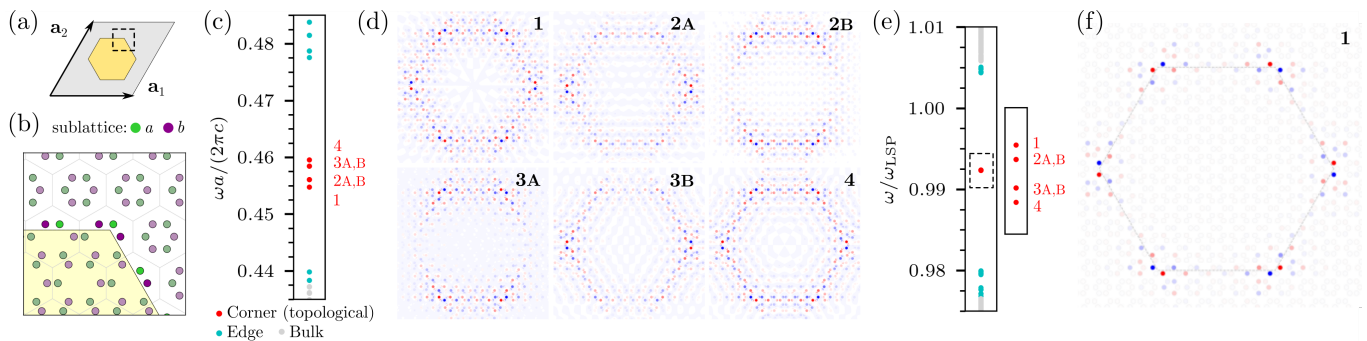 (a)
a₂
a₁
(b)
sublattice: a b
(c)
ωa/(2πc)
0.48
0.47
0.46
0.45
0.44
4
3A,B
2A,B
1
Corner (topological)
Edge
Bulk
(d)
1
2A
2B
3A
3B
4
(e)
ω/ω_LSP
1.01
1.00
0.99
0.98
1
2A,B
3A,B
4
(f)
1